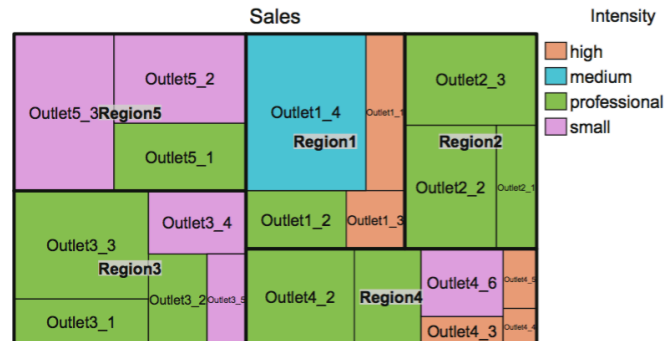 Sales
Intensity
high
medium
professional
small
Outlet5_3
Outlet5_2
Outlet5_1
Region5
Outlet1_4
Outlet1_1
Outlet1_2
Outlet1_3
Region1
Outlet2_3
Outlet2_2
Outlet2_1
Region2
Outlet3_3
Outlet3_4
Outlet3_1
Outlet3_2
Outlet3_5
Region3
Outlet4_2
Region4
Outlet4_6
Outlet4_5
Outlet4_3
Outlet4_4